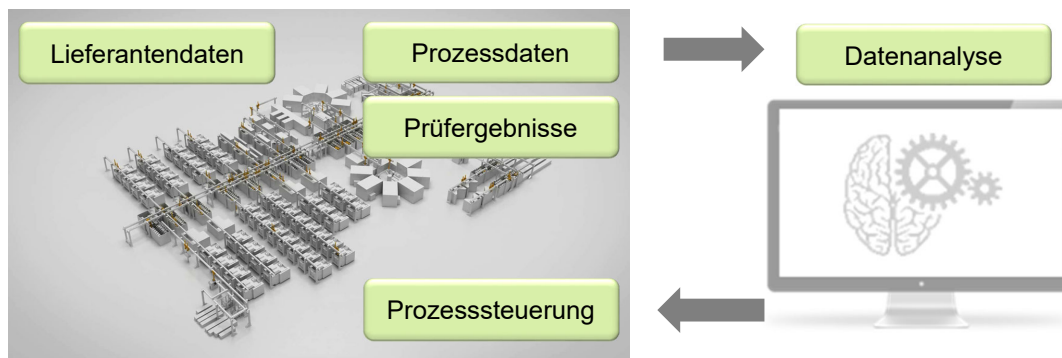 Lieferantendaten
Prozessdaten
Datenanalyse
Prüfergebnisse
Prozesssteuerung